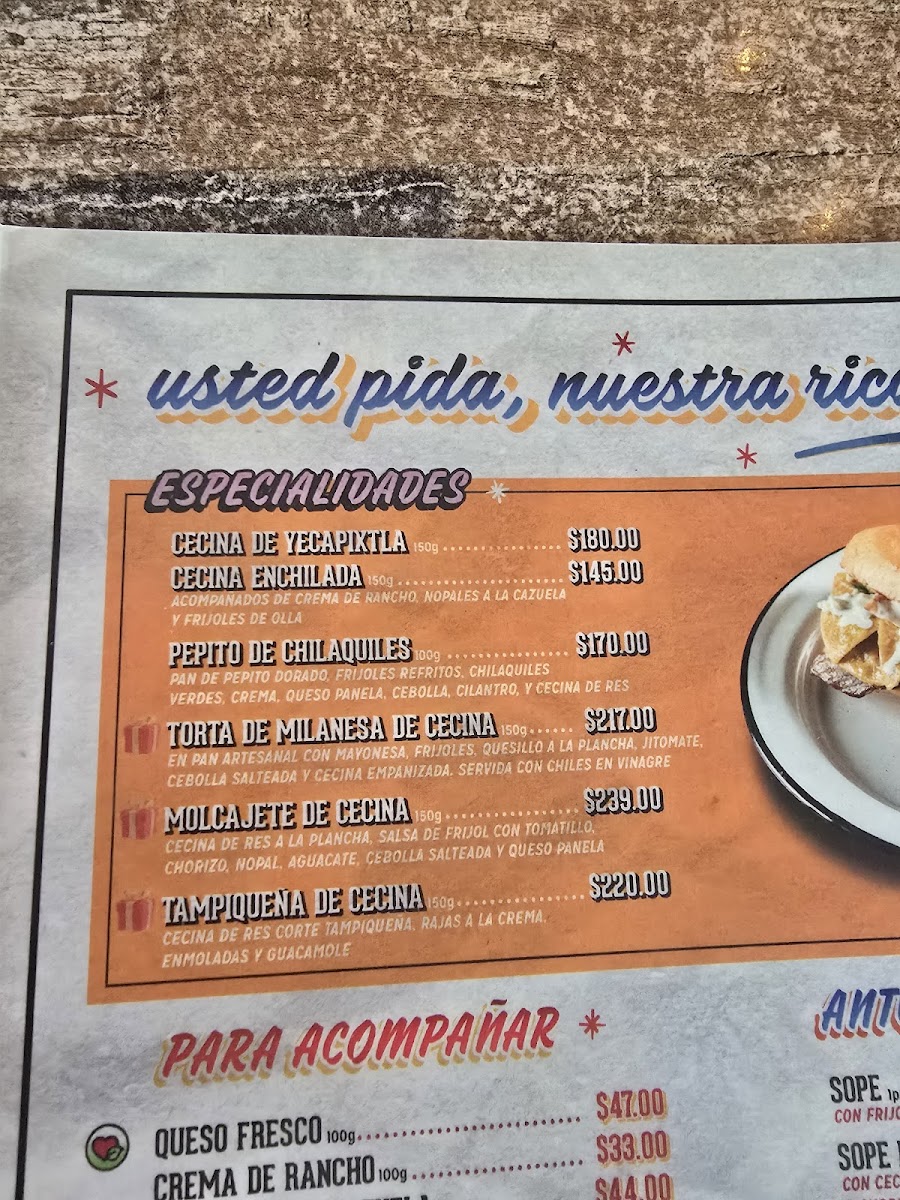 usted pida, nuestra
ESPECIALIDADES
CECINA DE YECAPIXTLA 150g $180.00
CECINA ENCHILADA 150g $145.00
ACOMPAÑADOS DE CREMA DE RANCHO, NOPALES A LA CAZUELA
Y FRIJOLES DE OLLA
PEPITO DE CHILAQUILES 100g $170.00
PAN DE PEPITO DORADO, FRIJOLES REFRITOS, CHILAQUILES
VERDES, CREMA, QUESO PANELA, CEBOLLA, CILANTRO, Y CECINA DE RES
TORTA DE MILANESA DE CECINA 150g $217.00
EN PAN ARTESANAL CON MAYONESA, FRIJOLES, QUESILLO A LA PLANCHA, JITOMATE,
CEBOLLA SALTEADA Y CECINA EMPANIZADA. SERVIDA CON CHILES EN VINAGRE
MOLCAJETE DE CECINA 150g $239.00
CECINA DE RES A LA PLANCHA, SALSA DE FRIJOL CON TOMATILLO,
CHORIZO, NOPAL, AGUACATE, CEBOLLA SALTEADA Y QUESO PANELA
TAMPIQUEÑA DE CECINA 150g $220.00
CECINA DE RES CORTE TAMPIQUEÑA, RAJAS A LA CREMA,
ENMOLADAS Y GUACAMOLE
PARA ACOMPAÑAR
QUESO FRESCO 100g $47.00
CREMA DE RANCHO 100g $33.00
$44.00
ANT
SOPE 1p
CON FRIJO
SOPE
CON CEC